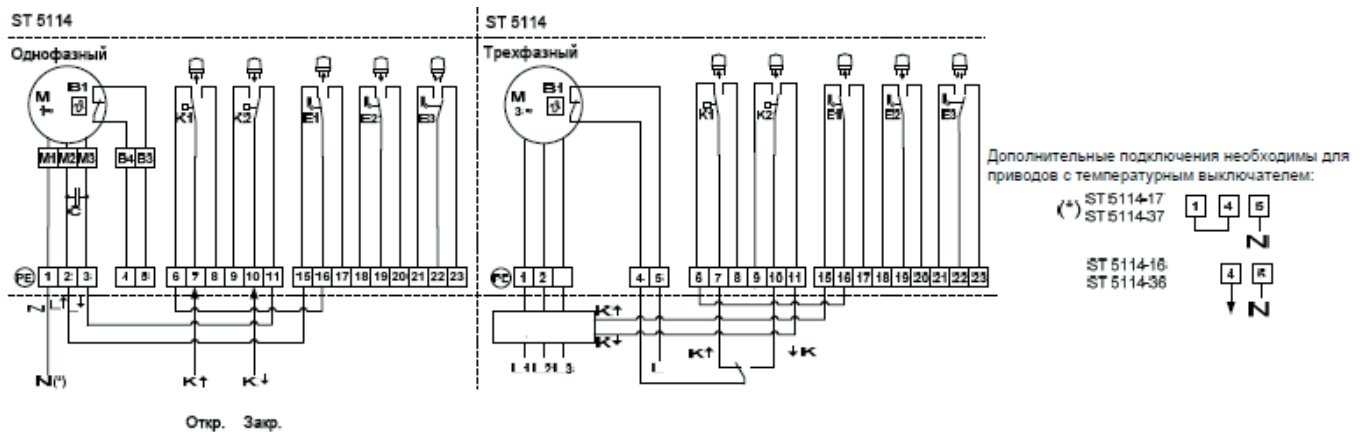 ST 5114
Однофазный
M
1~
B1
ϑ
K1
K2
E1
E2
E3
M1 M2 M3 B4 B3
C
PE 1 2 3 4 5 6 7 8 9 10 11 15 16 17 18 19 20 21 22 23
N L↑ ↓
N(*)
K↑ K↓
Откр. Закр.
ST 5114
Трехфазный
M
3~
B1
ϑ
K1
K2
E1
E2
E3
PE 1 2 4 5 6 7 8 9 10 11 15 16 17 18 19 20 21 22 23
K↑
K↓
L1 L2 L3
L
K↑
↓K
Дополнительные подключения необходимы для
приводов с температурным выключателем:
(*) ST 5114-17
ST 5114-37
1 4 5
N
ST 5114-16
ST 5114-36
4 5
N